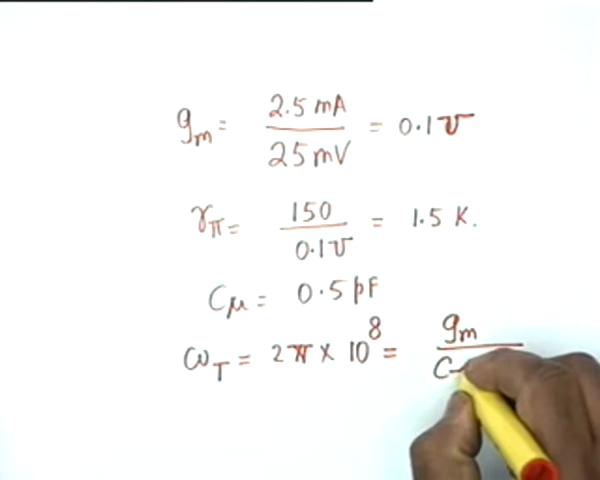 gm = 2.5 mA / 25 mV = 0.1 ℧
rπ = 150 / 0.1 ℧ = 1.5 K.
Cμ = 0.5 pF
ωT = 2π × 10^8 = gm / C